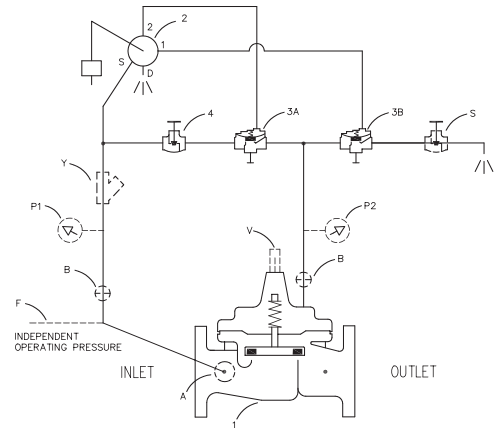 2
2
1
S
D
4
3A
3B
S
Y
P1
P2
V
B
B
F
INDEPENDENT
OPERATING PRESSURE
INLET
OUTLET
A
1